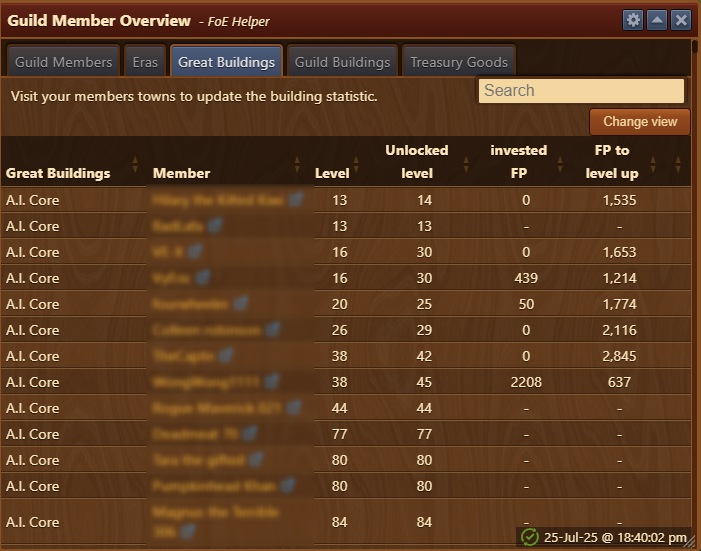 Guild Member Overview - FoE Helper
Guild Members Eras Great Buildings Guild Buildings Treasury Goods
Visit your members towns to update the building statistic.
Search
Change view
Great Buildings Member Level Unlocked level invested FP FP to level up
A.I. Core 13 14 0 1,535
A.I. Core 13 13 - -
A.I. Core 16 30 0 1,653
A.I. Core 16 30 439 1,214
A.I. Core 20 25 50 1,774
A.I. Core 26 29 0 2,116
A.I. Core 38 42 0 2,845
A.I. Core 38 45 2208 637
A.I. Core 44 44 - -
A.I. Core 77 77 - -
A.I. Core 80 80 - -
A.I. Core 80 80 - -
A.I. Core 84 84 - -
25-Jul-25 @ 18:40:02 pm